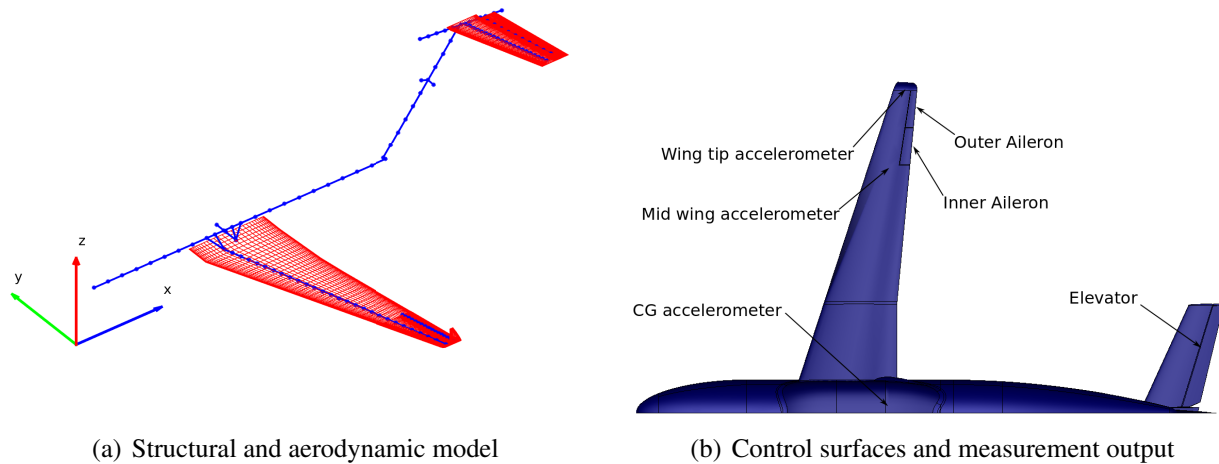 z
y
x
(a) Structural and aerodynamic model
Outer Aileron
Wing tip accelerometer
Inner Aileron
Mid wing accelerometer
Elevator
CG accelerometer
(b) Control surfaces and measurement output